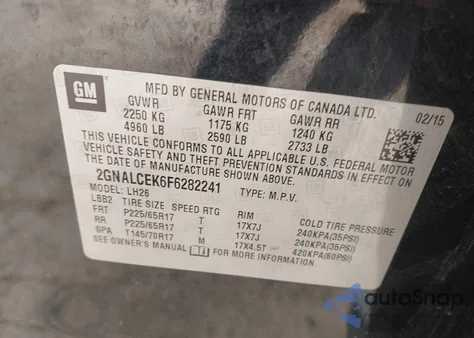 GM
MFD BY GENERAL MOTORS OF CANADA LTD.
GVWR GAWR FRT GAWR RR 02/15
2250 KG 1175 KG 1240 KG
4960 LB 2590 LB 2733 LB
THIS VEHICLE CONFORMS TO ALL APPLICABLE U.S. FEDERAL
MOTOR VEHICLE SAFETY AND THEFT PREVENTION STANDARDS IN
EFFECT ON THE DATE OF MANUFACTURE SHOWN ABOVE.
2GNALCEK6F6282241 TYPE: M.P.V.
MODEL: LH26
LBB2 TIRE SIZE SPEED RTG RIM COLD TIRE PRESSURE
FRT P225/65R17 T 17X7J 240KPA(35PSI)
RR P225/65R17 T 17X7J 240KPA(35PSI)
SPA T145/70R17 M 17X4.5T 420KPA(60PSI)
SEE OWNER'S MANUAL FOR MORE INFORMATION.
autoSnap